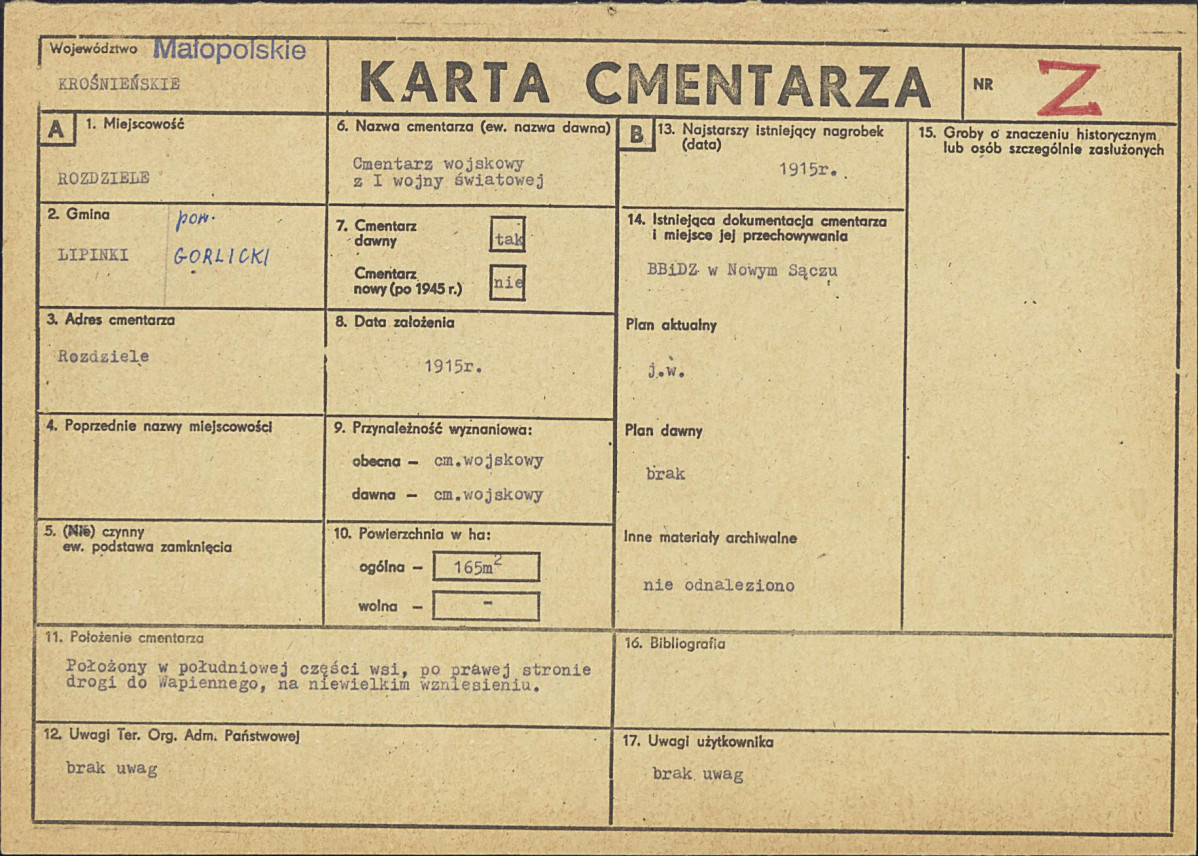 Województwo Małopolskie
KROŚNIEŃSKIE
KARTA CMENTARZA
NR Z
A
1. Miejscowość
ROZDZIELE
2. Gmina
LIPINKI
pow.
GORLICKI
3. Adres cmentarza
Rozdziele
4. Poprzednie nazwy miejscowości
5. (Nie) czynny
ew. podstawa zamknięcia
6. Nazwa cmentarza (ew. nazwa dawna)
Cmentarz wojskowy
z I wojny światowej
7. Cmentarz
dawny
tak
Cmentarz
nowy (po 1945 r.)
nie
8. Data założenia
1915r.
9. Przynależność wyznaniowa:
obecna – cm.wojskowy
dawna – cm.wojskowy
10. Powierzchnia w ha:
ogólna – 165m2
wolna – -
11. Położenie cmentarza
Położony w południowej części wsi, po prawej stronie
drogi do Wapiennego, na niewielkim wzniesieniu.
12. Uwagi Ter. Org. Adm. Państwowej
brak uwag
B
13. Najstarszy istniejący nagrobek
(data)
1915r.
14. Istniejąca dokumentacja cmentarza
i miejsce jej przechowywania
BBiDZ w Nowym Sączu
Plan aktualny
j.w.
Plan dawny
brak
Inne materiały archiwalne
nie odnaleziono
15. Groby o znaczeniu historycznym
lub osób szczególnie zasłużonych
16. Bibliografia
17. Uwagi użytkownika
brak uwag